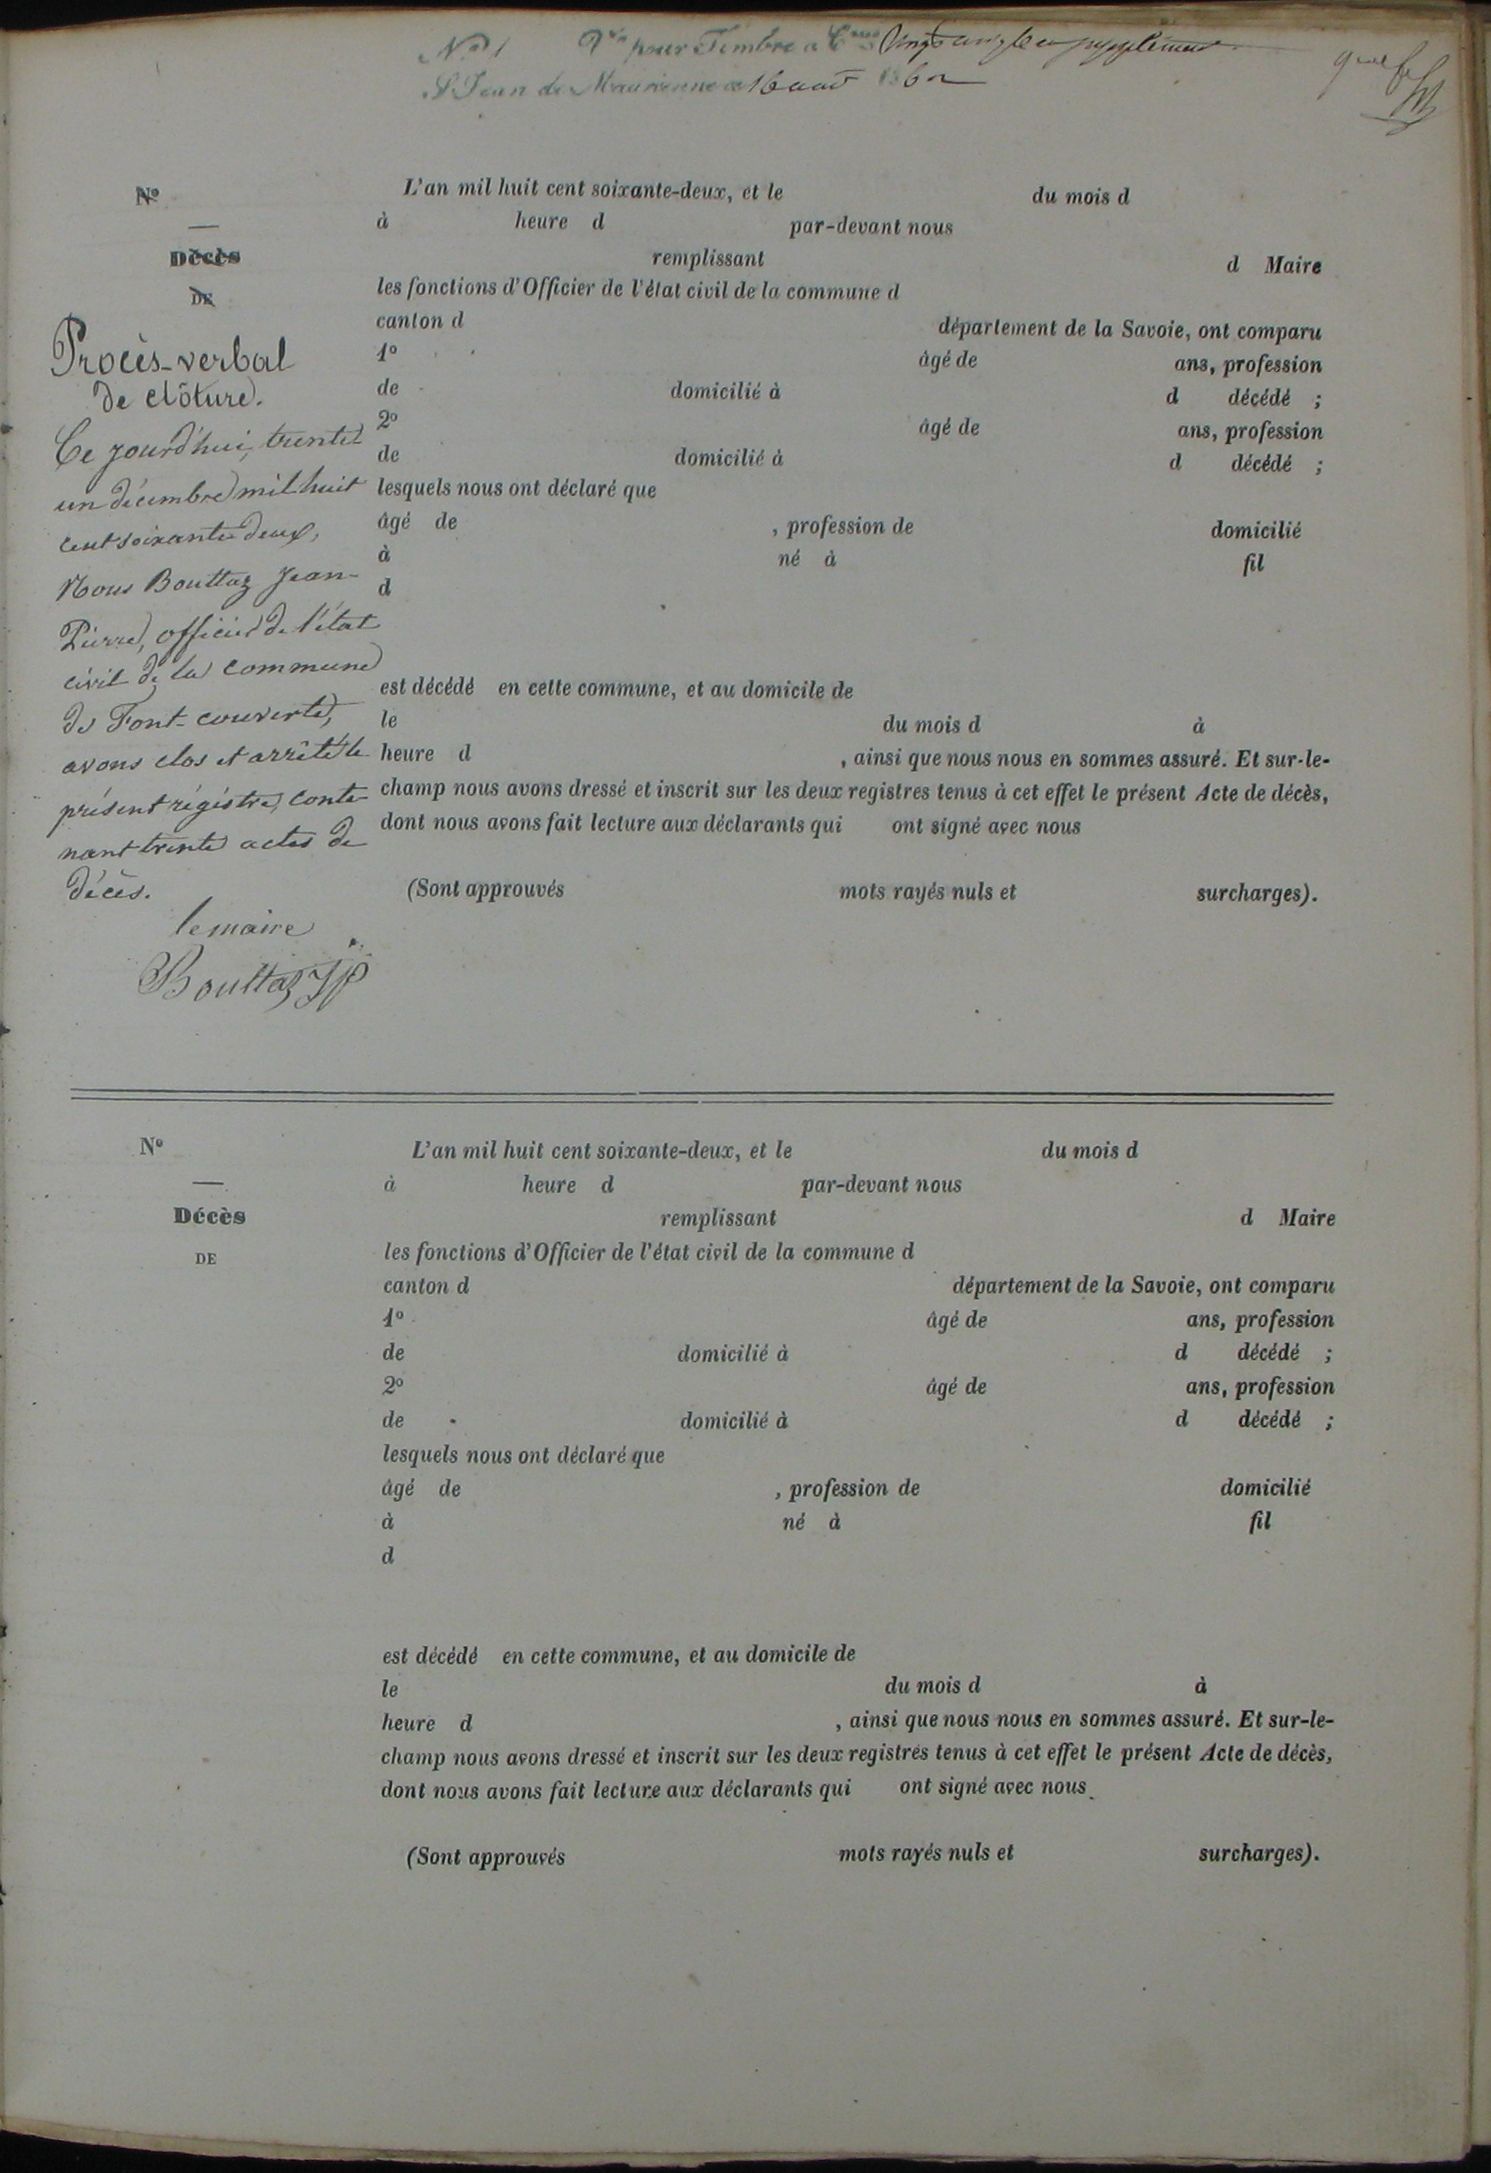 N° 1 pour Timbre a
St Jean de Maurienne 16 aout 1862
N°
Décès
DE
Procès-verbal
de clôture.
Ce jourd'hui, trente
un décembre mil huit
cent soixante deux,
Nous Bouttaz Jean-
Pierre, officier de l'état
civil de la commune
de Font-couverte,
avons clos et arrêté le
présent régistre, conte-
nant trente actes de
décès.
le maire
Bouttaz JP
L'an mil huit cent soixante-deux, et le du mois d
à heure d par-devant nous
remplissant d Maire
les fonctions d'Officier de l'état civil de la commune d
canton d département de la Savoie, ont comparu
1° âgé de ans, profession
de domicilié à d décédé ;
2° âgé de ans, profession
de domicilié à d décédé ;
lesquels nous ont déclaré que
âgé de , profession de domicilié
à né à fil
d
est décédé en cette commune, et au domicile de
le du mois d à
heure d , ainsi que nous nous en sommes assuré. Et sur-le-
champ nous avons dressé et inscrit sur les deux registres tenus à cet effet le présent Acte de décès,
dont nous avons fait lecture aux déclarants qui ont signé avec nous
(Sont approuvés mots rayés nuls et surcharges).
N°
Décès
DE
L'an mil huit cent soixante-deux, et le du mois d
à heure d par-devant nous
remplissant d Maire
les fonctions d'Officier de l'état civil de la commune d
canton d département de la Savoie, ont comparu
1° âgé de ans, profession
de domicilié à d décédé ;
2° âgé de ans, profession
de domicilié à d décédé ;
lesquels nous ont déclaré que
âgé de , profession de domicilié
à né à fil
d
est décédé en cette commune, et au domicile de
le du mois d à
heure d , ainsi que nous nous en sommes assuré. Et sur-le-
champ nous avons dressé et inscrit sur les deux registres tenus à cet effet le présent Acte de décès,
dont nous avons fait lecture aux déclarants qui ont signé avec nous
(Sont approuvés mots rayés nuls et surcharges).